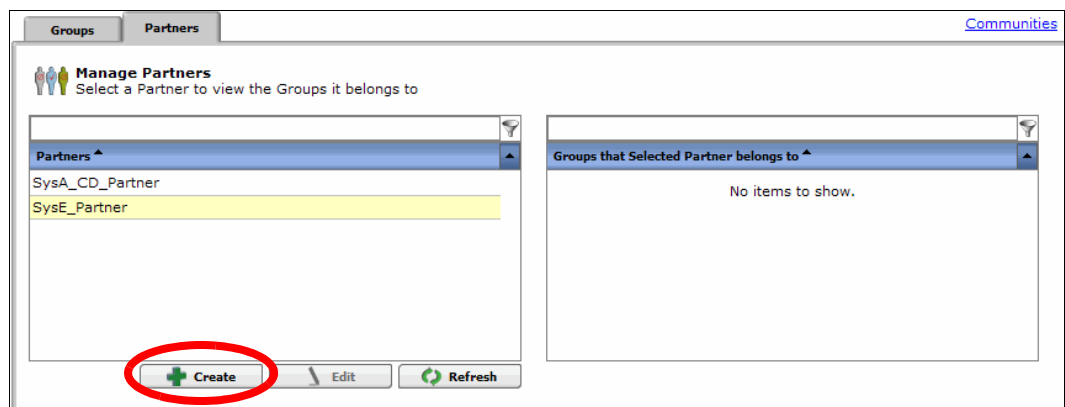 Groups
Partners
Communities
Manage Partners
Select a Partner to view the Groups it belongs to
Partners
SysA_CD_Partner
SysE_Partner
Groups that Selected Partner belongs to
No items to show.
Create
Edit
Refresh